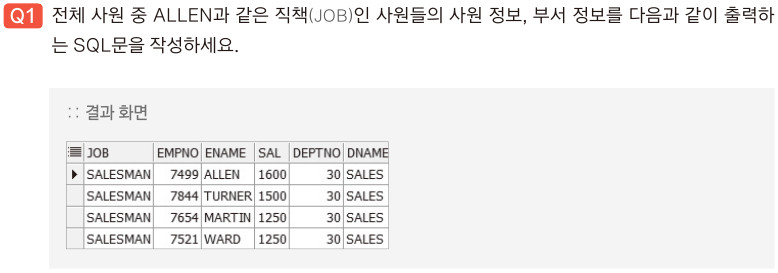 Q1 전체 사원 중 ALLEN과 같은 직책(JOB)인 사원들의 사원 정보, 부서 정보를 다음과 같이 출력하
는 SQL문을 작성하세요.
:: 결과 화면
JOB EMPNO ENAME SAL DEPTNO DNAME
SALESMAN 7499 ALLEN 1600 30 SALES
SALESMAN 7844 TURNER 1500 30 SALES
SALESMAN 7654 MARTIN 1250 30 SALES
SALESMAN 7521 WARD 1250 30 SALES